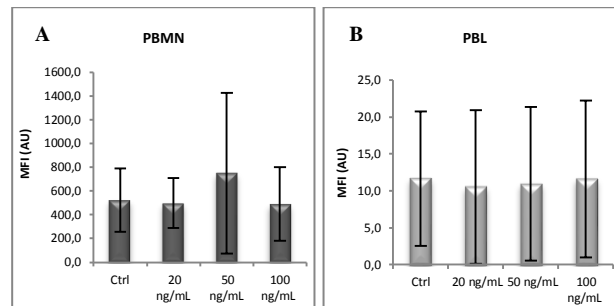 A
PBMN
MFI (AU)
1600,0
1400,0
1200,0
1000,0
800,0
600,0
400,0
200,0
0,0
Ctrl
20
ng/mL
50
ng/mL
100
ng/mL
B
PBL
MFI (AU)
25,0
20,0
15,0
10,0
5,0
0,0
Ctrl
20 ng/mL
50 ng/mL
100
ng/mL